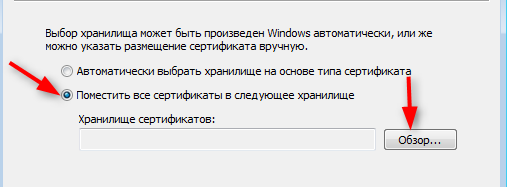 Выбор хранилища может быть произведен Windows автоматически, или же
можно указать размещение сертификата вручную.
Автоматически выбрать хранилище на основе типа сертификата
Поместить все сертификаты в следующее хранилище
Хранилище сертификатов:
Обзор...